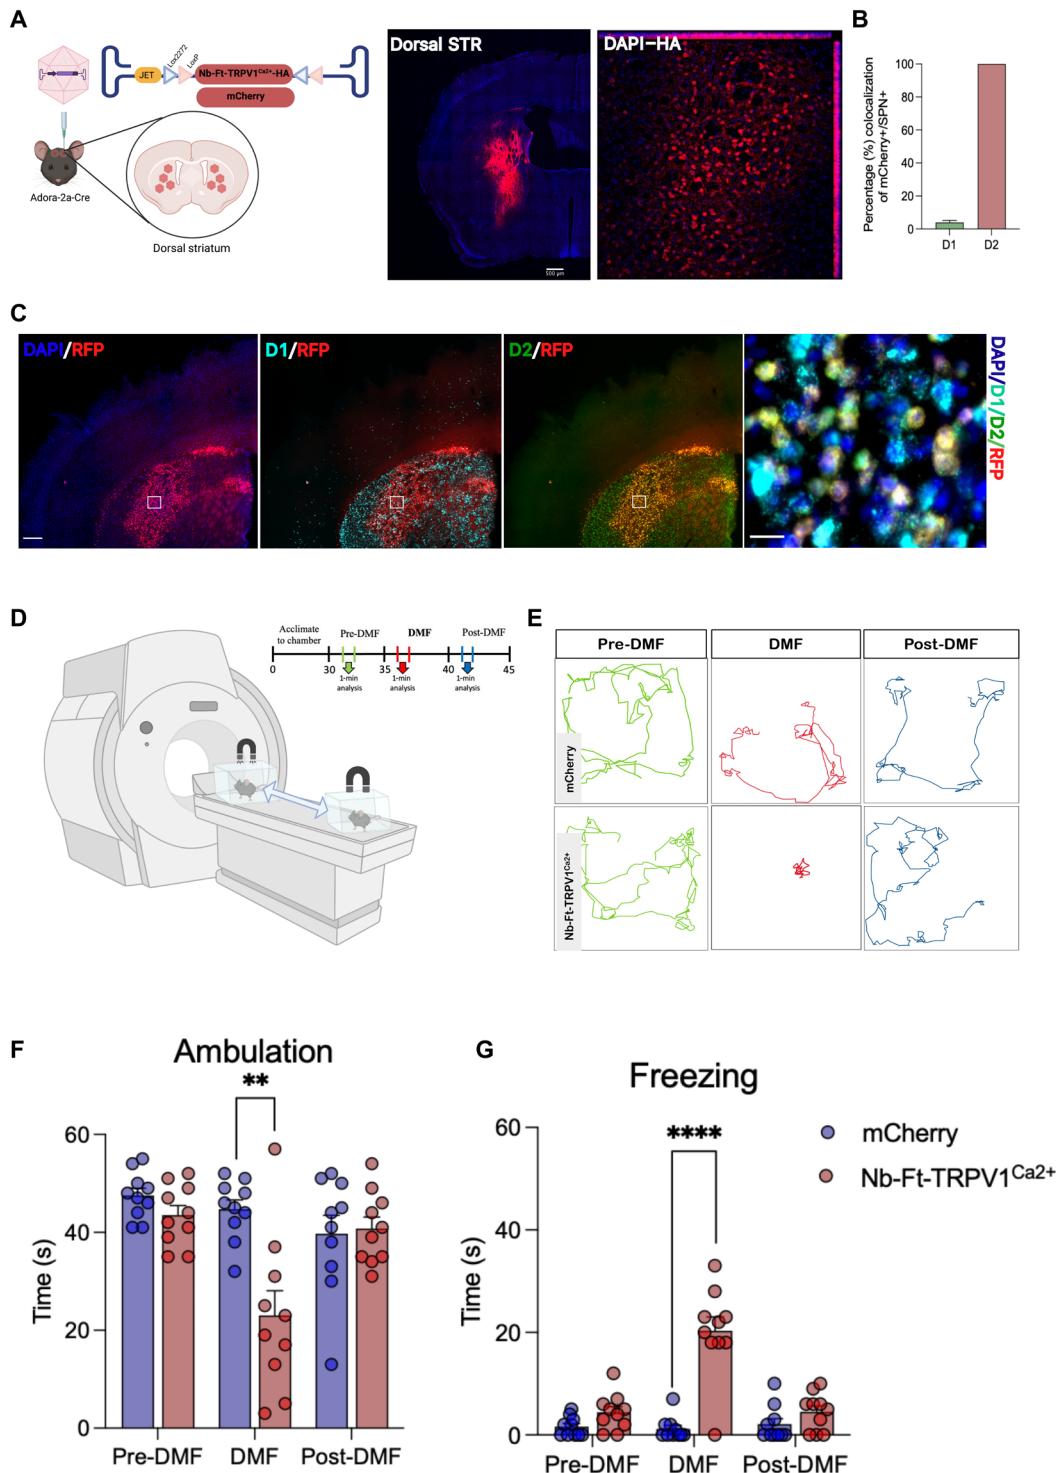 A
Lox2272
LoxP
JET
Nb-Ft-TRPV1Ca2+-HA
mCherry
Adora-2a-Cre
Dorsal striatum
Dorsal STR
500 μm
DAPI–HA
B
Percentage (%) colocalization
of mCherry+/SPN+
100
80
60
40
20
0
D1
D2
C
DAPI/RFP
D1/RFP
D2/RFP
DAPI/D1/D2/RFP
D
Acclimate
to chamber
Pre-DMF
DMF
Post-DMF
0
30
35
40
45
1-min
analysis
1-min
analysis
1-min
analysis
E
Pre-DMF
DMF
Post-DMF
mCherry
Nb-Ft-TRPV1Ca2+
F
Ambulation
**
Time (s)
60
40
20
0
Pre-DMF
DMF
Post-DMF
G
Freezing
****
Time (s)
60
40
20
0
Pre-DMF
DMF
Post-DMF
mCherry
Nb-Ft-TRPV1Ca2+